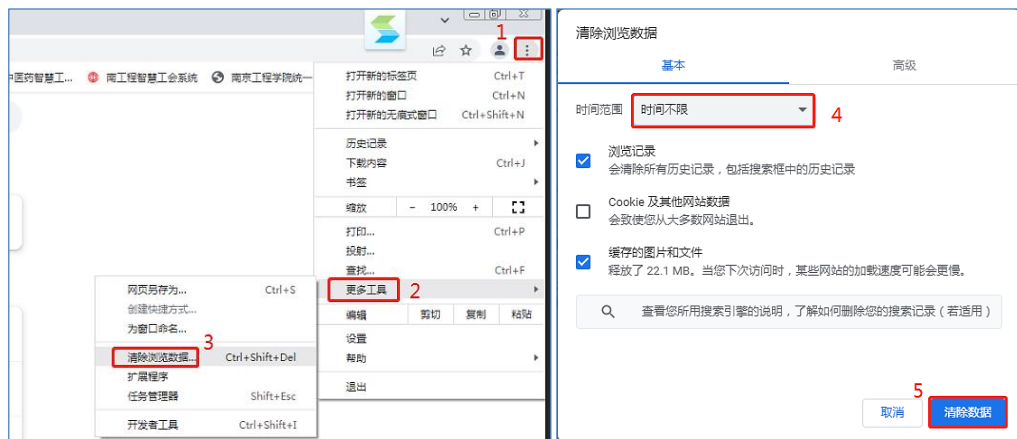 1
中医药智慧工...
南工程智慧工会系统
南京工程学院统一
打开新的标签页 Ctrl+T
打开新的窗口 Ctrl+N
打开新的无痕式窗口 Ctrl+Shift+N
历史记录
下载内容 Ctrl+J
书签
缩放 - 100% +
打印... Ctrl+P
投射...
查找... Ctrl+F
更多工具 2
编辑 剪切 复制 粘贴
设置
帮助
退出
网页另存为... Ctrl+S
创建快捷方式...
为窗口命名...
3
清除浏览数据... Ctrl+Shift+Del
扩展程序
任务管理器 Shift+Esc
开发者工具 Ctrl+Shift+I
清除浏览数据
基本 高级
时间范围 时间不限 4
浏览记录
会清除所有历史记录，包括搜索框中的历史记录
Cookie 及其他网站数据
会致使您从大多数网站退出。
缓存的图片和文件
释放了 22.1 MB。当您下次访问时，某些网站的加载速度可能会更慢。
查看您所用搜索引擎的说明，了解如何删除您的搜索记录（若适用）
5
取消 清除数据